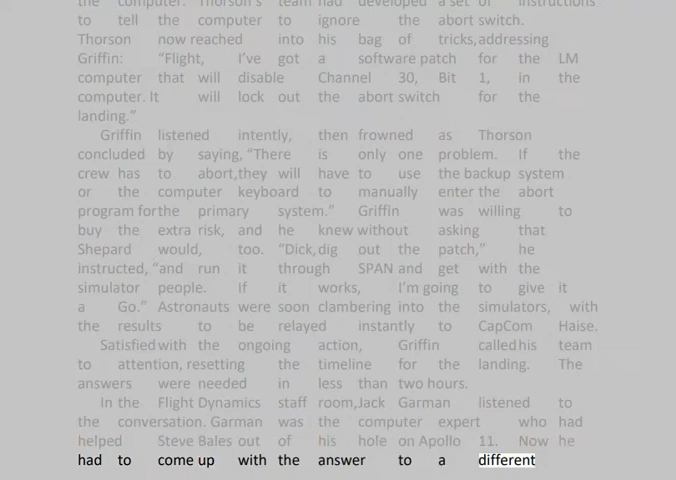 the computer. Thorson's team had developed a set of instructions
to tell the computer to ignore the abort switch.
Thorson now reached into his bag of tricks, addressing
Griffin: “Flight, I've got a software patch for the LM
computer that will disable Channel 30, Bit 1, in the
computer. It will lock out the abort switch for the
landing.”
Griffin listened intently, then frowned as Thorson
concluded by saying, “There is only one problem. If the
crew has to abort, they will have to use the backup system
or the computer keyboard to manually enter the abort
program for the primary system.” Griffin was willing to
buy the extra risk, and he knew without asking that
Shepard would, too. “Dick, dig out the patch,” he
instructed, “and run it through SPAN and get with the
simulator people. If it works, I'm going to give it
a Go.” Astronauts were soon clambering into the simulators, with
the results to be relayed instantly to CapCom Haise.
Satisfied with the ongoing action, Griffin called his team
to attention, resetting the timeline for the landing. The
answers were needed in less than two hours.
In the Flight Dynamics staff room, Jack Garman listened to
the conversation. Garman was the computer expert who had
helped Steve Bales out of his hole on Apollo 11. Now he
had to come up with the answer to a different